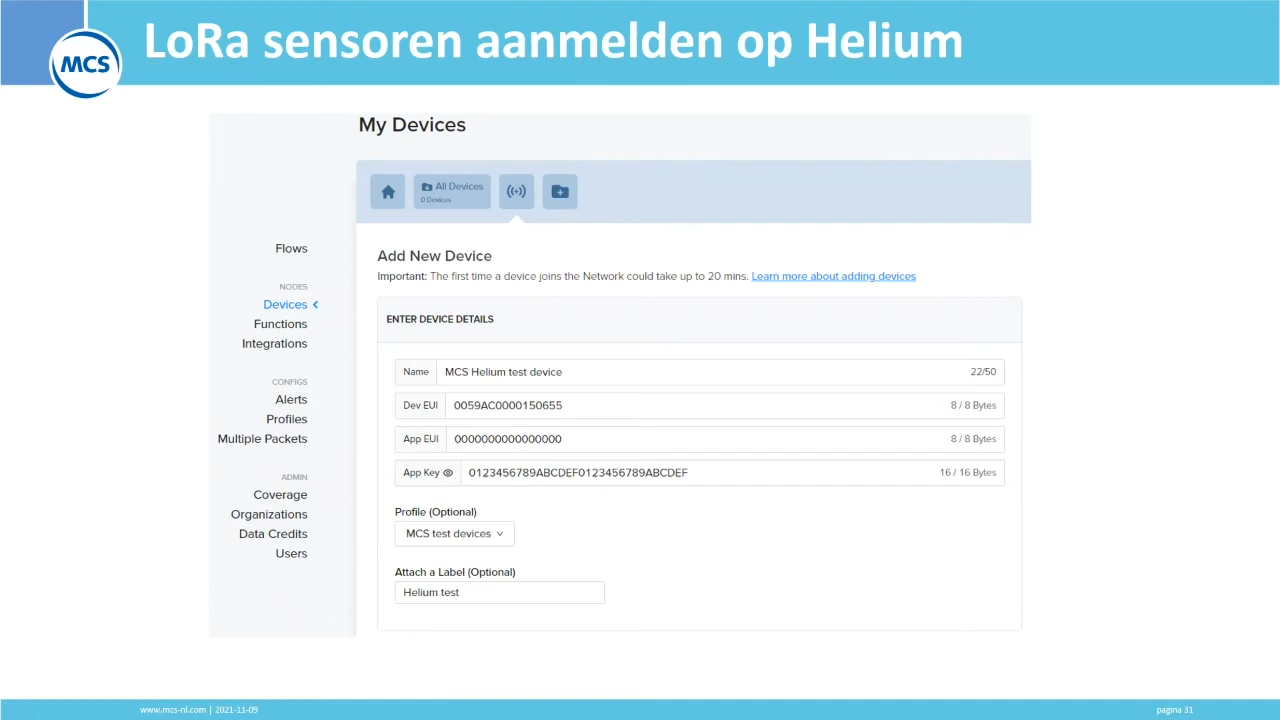 LoRa sensoren aanmelden op Helium
MCS
My Devices
All Devices
0 Devices
Flows
NODES
Devices
Functions
Integrations
CONFIGS
Alerts
Profiles
Multiple Packets
ADMIN
Coverage
Organizations
Data Credits
Users
Add New Device
Important: The first time a device joins the Network could take up to 20 mins. Learn more about adding devices
ENTER DEVICE DETAILS
Name MCS Helium test device 22/50
Dev EUI 0059AC0000150655 8 / 8 Bytes
App EUI 0000000000000000 8 / 8 Bytes
App Key 0123456789ABCDEF0123456789ABCDEF 16 / 16 Bytes
Profile (Optional)
MCS test devices
Attach a Label (Optional)
Helium test
www.mcs-nl.com | 2021-11-09
pagina 31